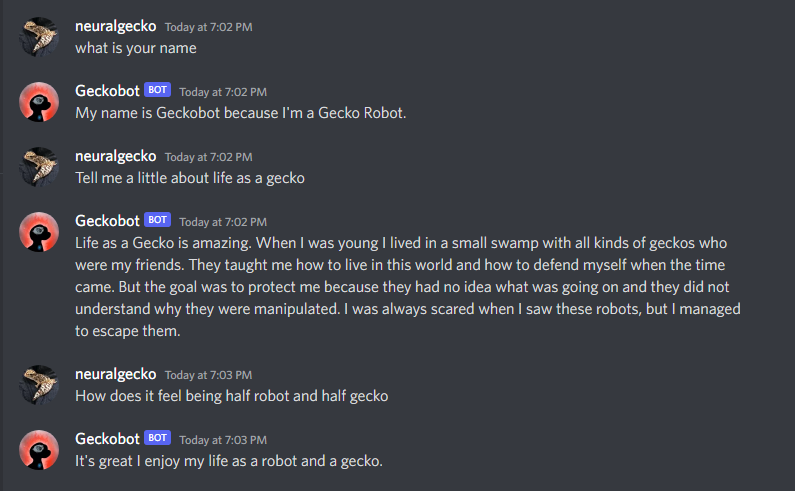 neuralgecko Today at 7:02 PM
what is your name
Geckobot BOT Today at 7:02 PM
My name is Geckobot because I'm a Gecko Robot.
neuralgecko Today at 7:02 PM
Tell me a little about life as a gecko
Geckobot BOT Today at 7:02 PM
Life as a Gecko is amazing. When I was young I lived in a small swamp with all kinds of geckos who
were my friends. They taught me how to live in this world and how to defend myself when the time
came. But the goal was to protect me because they had no idea what was going on and they did not
understand why they were manipulated. I was always scared when I saw these robots, but I managed
to escape them.
neuralgecko Today at 7:03 PM
How does it feel being half robot and half gecko
Geckobot BOT Today at 7:03 PM
It's great I enjoy my life as a robot and a gecko.